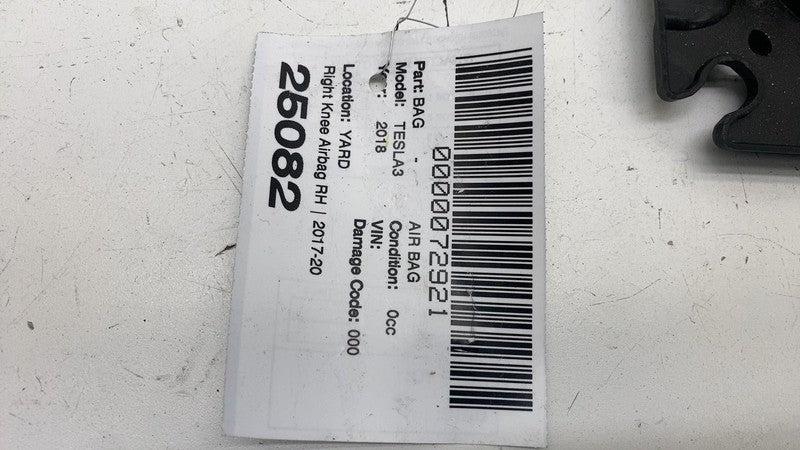 0000072921
Part: BAG - AIR BAG
Model: TESLA3 Condition: 0cc
Year: 2018 VIN:
Location: YARD Damage Code: 000
Right Knee Airbag RH | 2017-20
25082